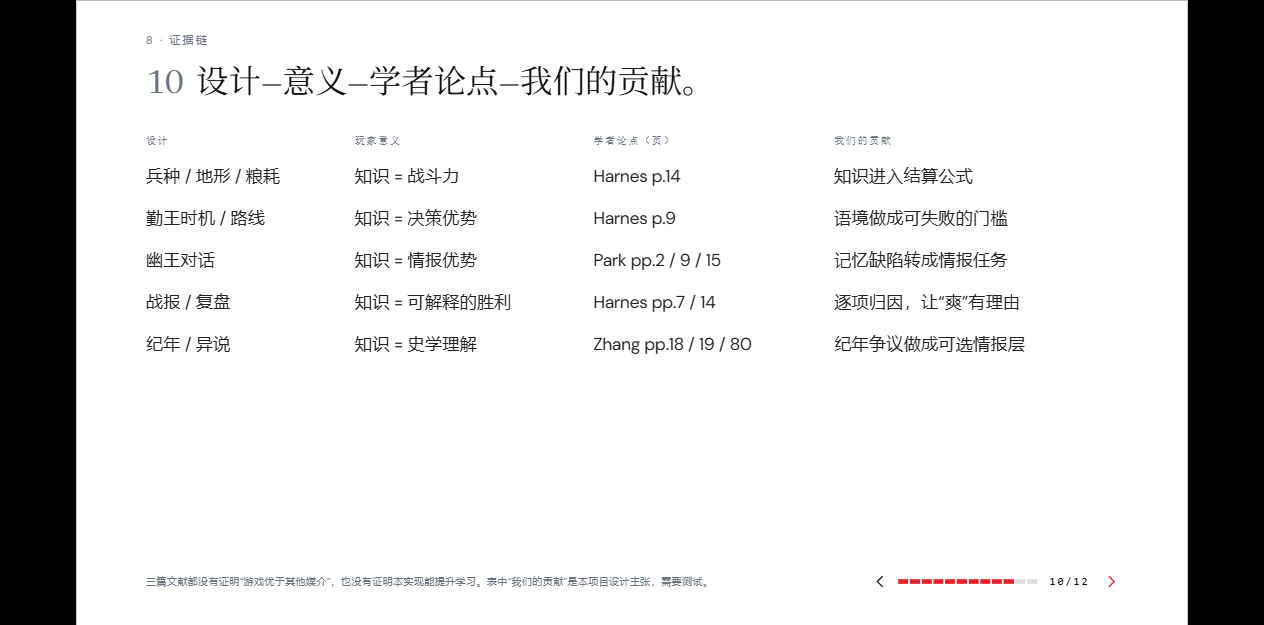 8 · 证据链
10 设计—意义—学者论点—我们的贡献。
设计 玩家意义 学者论点（页） 我们的贡献
兵种 / 地形 / 粮耗 知识 = 战斗力 Harnes p.14 知识进入结算公式
勤王时机 / 路线 知识 = 决策优势 Harnes p.9 语境做成可失败的门槛
幽王对话 知识 = 情报优势 Park pp.2 / 9 / 15 记忆缺陷转成情报任务
战报 / 复盘 知识 = 可解释的胜利 Harnes pp.7 / 14 逐项归因，让“爽”有理由
纪年 / 异说 知识 = 史学理解 Zhang pp.18 / 19 / 80 纪年争议做成可选情报层
三篇文献都没有证明“游戏优于其他媒介”，也没有证明本实现能提升学习。表中“我们的贡献”是本项目设计主张，需要测试。
10/12